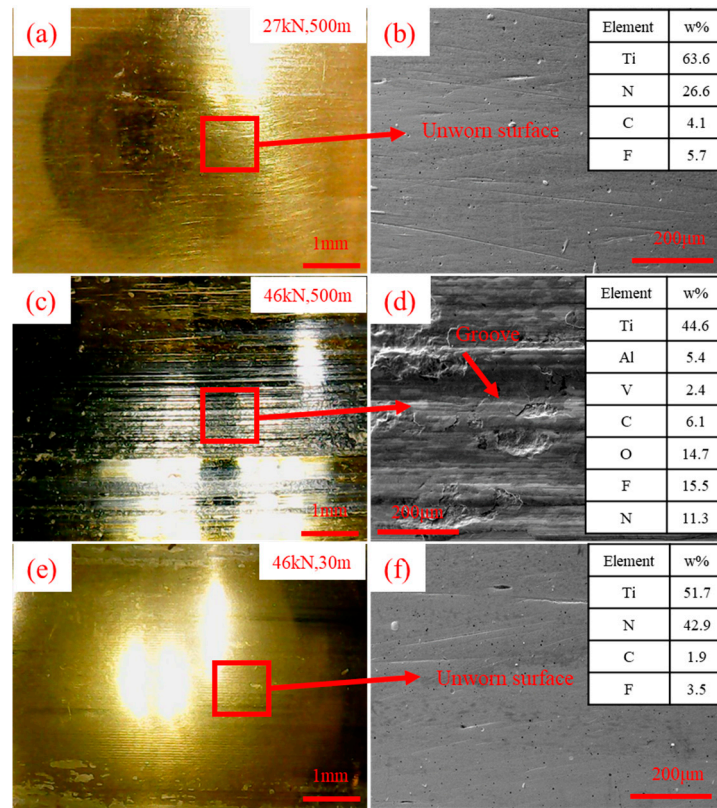 (a)
27kN,500m
1mm
(b)
Unworn surface
200μm
Element w%
Ti 63.6
N 26.6
C 4.1
F 5.7
(c)
46kN,500m
1mm
(d)
Groove
200μm
Element w%
Ti 44.6
Al 5.4
V 2.4
C 6.1
O 14.7
F 15.5
N 11.3
(e)
46kN,30m
1mm
(f)
Unworn surface
200μm
Element w%
Ti 51.7
N 42.9
C 1.9
F 3.5